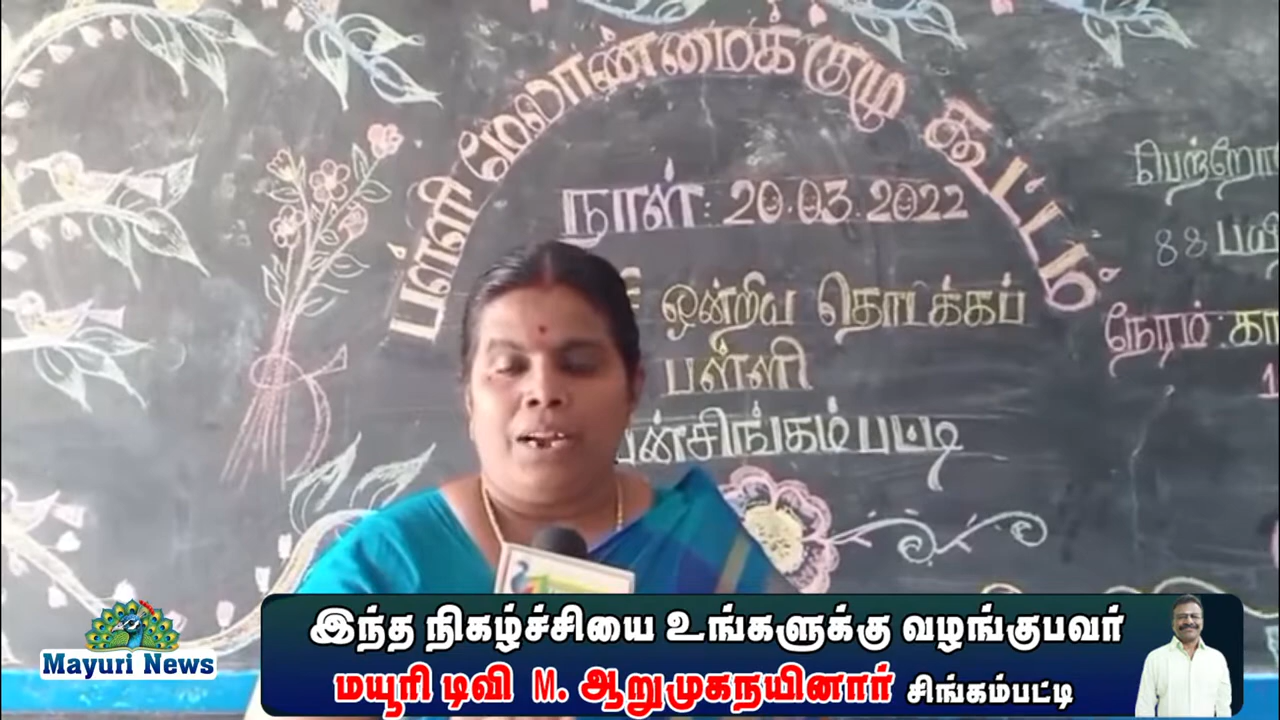 பள்ளி மேலாண்மைக்குழு கூட்டம்
நாள்: 20.03.2022
ஒன்றிய தொடக்கப்
பள்ளி
பெற்றோ
88
நேரம்: கா
Mayuri News
இந்த நிகழ்ச்சியை உங்களுக்கு வழங்குபவர்
மயூரி டிவி M. ஆறுமுகநயினார் சிங்கம்பட்டி